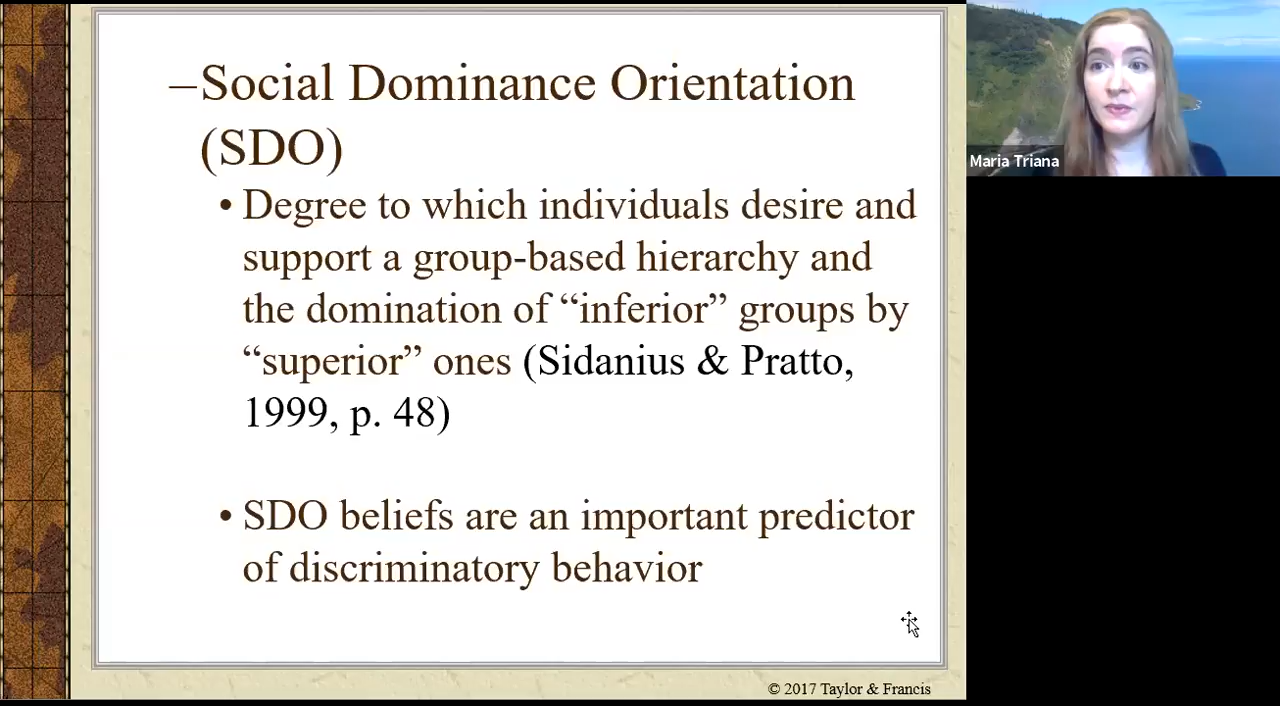 –Social Dominance Orientation
(SDO)
• Degree to which individuals desire and
support a group-based hierarchy and
the domination of “inferior” groups by
“superior” ones (Sidanius & Pratto,
1999, p. 48)
• SDO beliefs are an important predictor
of discriminatory behavior
© 2017 Taylor & Francis
Maria Triana